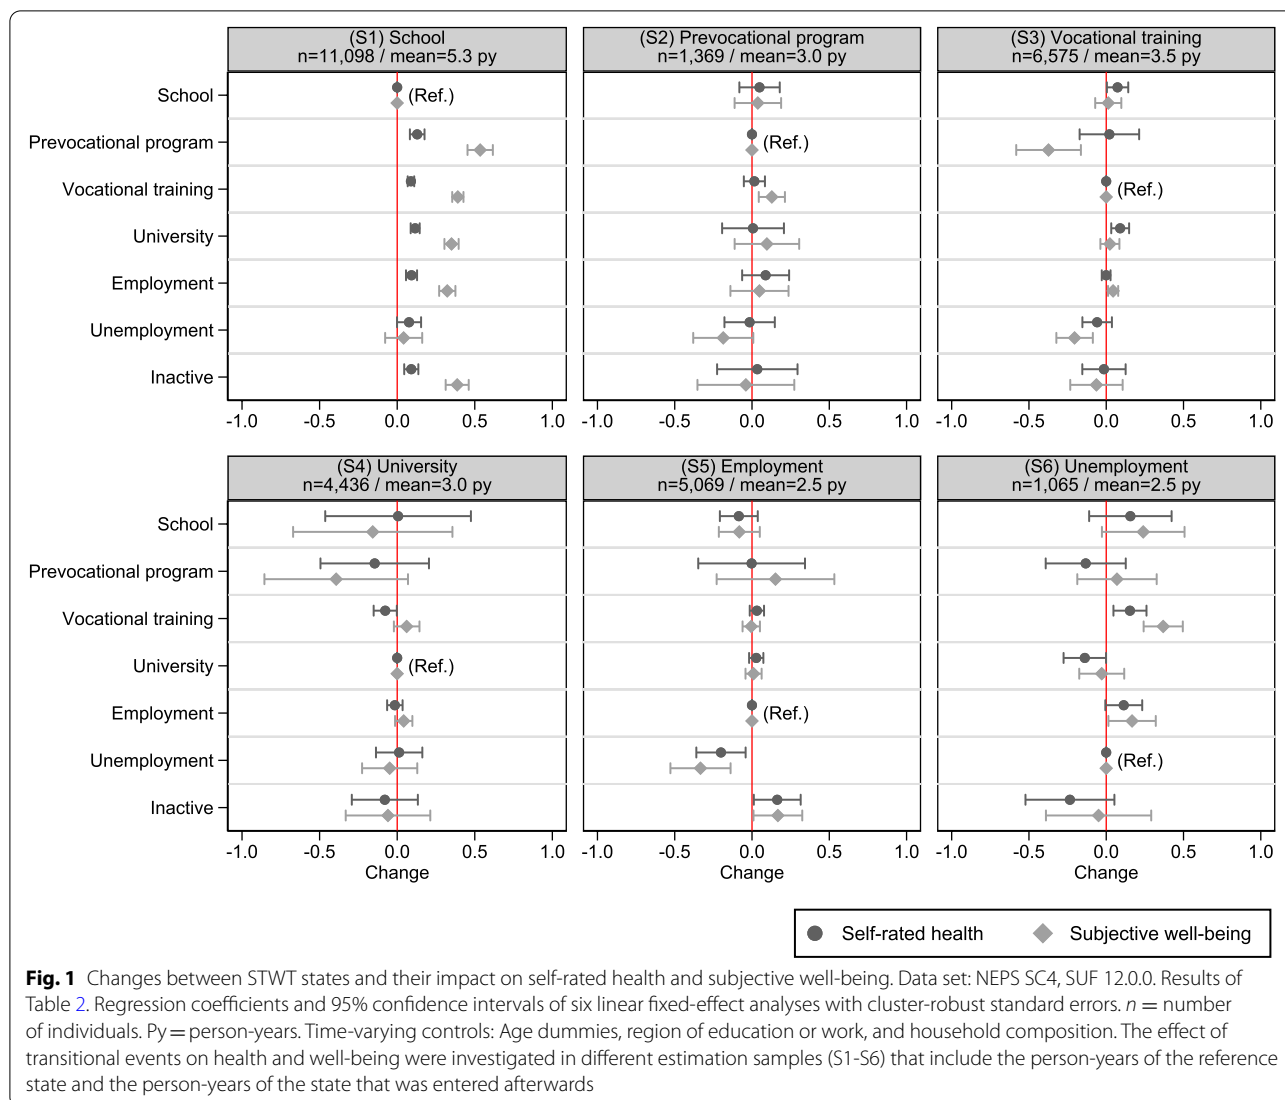 (S1) School
n=11,098 / mean=5.3 py
(S2) Prevocational program
n=1,369 / mean=3.0 py
(S3) Vocational training
n=6,575 / mean=3.5 py
School
Prevocational program
Vocational training
University
Employment
Unemployment
Inactive
(Ref.)
(Ref.)
(Ref.)
-1.0 -0.5 0.0 0.5 1.0
-1.0 -0.5 0.0 0.5 1.0
-1.0 -0.5 0.0 0.5 1.0
(S4) University
n=4,436 / mean=3.0 py
(S5) Employment
n=5,069 / mean=2.5 py
(S6) Unemployment
n=1,065 / mean=2.5 py
School
Prevocational program
Vocational training
University
Employment
Unemployment
Inactive
(Ref.)
(Ref.)
(Ref.)
-1.0 -0.5 0.0 0.5 1.0
-1.0 -0.5 0.0 0.5 1.0
-1.0 -0.5 0.0 0.5 1.0
Change
Change
Change
Self-rated health
Subjective well-being
Fig. 1 Changes between STWT states and their impact on self-rated health and subjective well-being. Data set: NEPS SC4, SUF 12.0.0. Results of
Table 2. Regression coefficients and 95% confidence intervals of six linear fixed-effect analyses with cluster-robust standard errors. n = number
of individuals. Py = person-years. Time-varying controls: Age dummies, region of education or work, and household composition. The effect of
transitional events on health and well-being were investigated in different estimation samples (S1-S6) that include the person-years of the reference
state and the person-years of the state that was entered afterwards